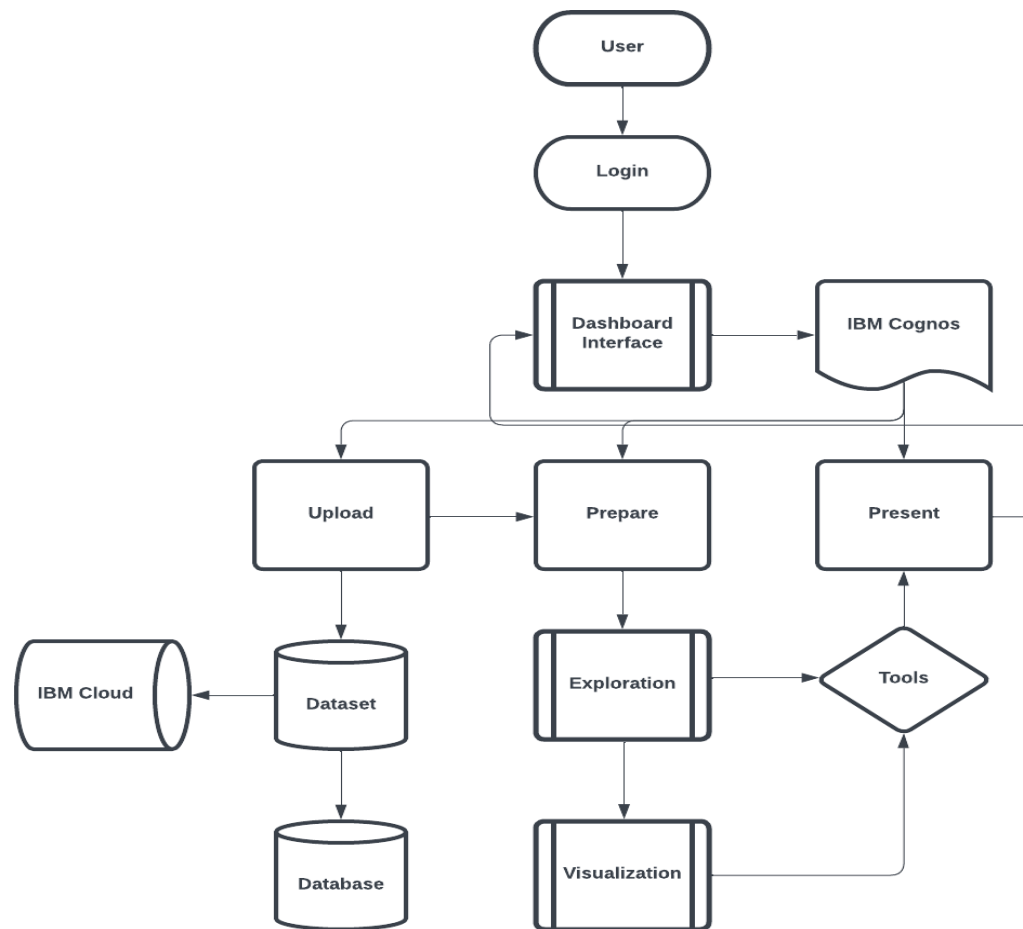 User
Login
Dashboard
Interface
IBM Cognos
Upload
Prepare
Present
IBM Cloud
Dataset
Exploration
Tools
Database
Visualization